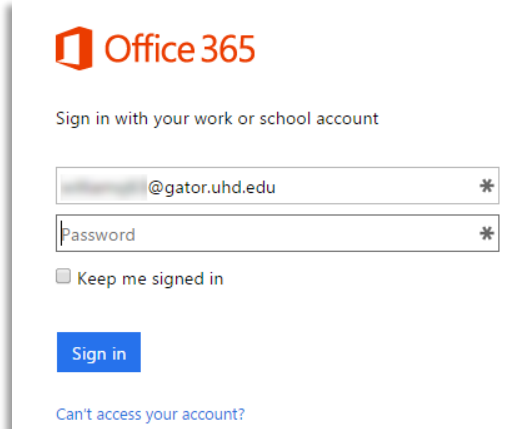 Office 365
Sign in with your work or school account
@gator.uhd.edu
Password
Keep me signed in
Sign in
Can't access your account?